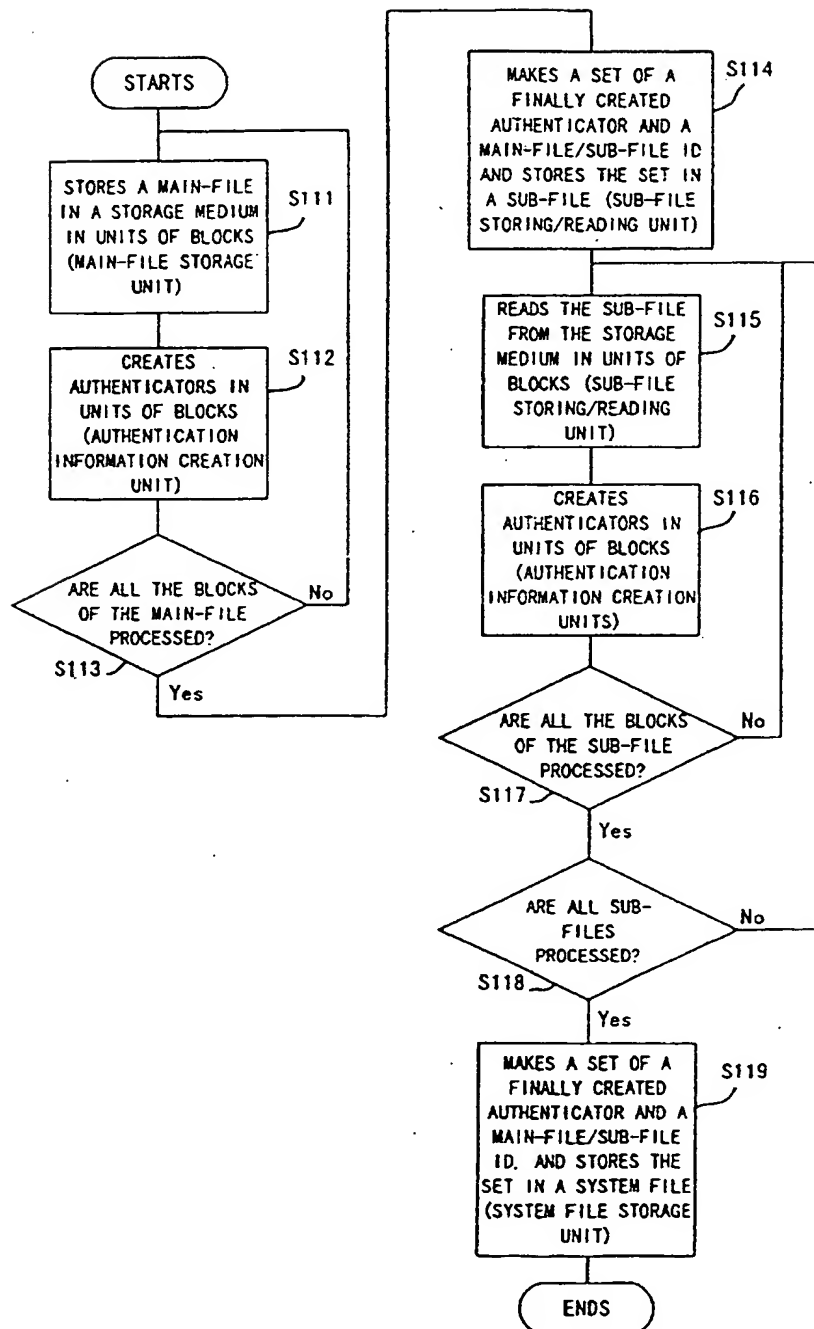 STARTS
STORES A MAIN-FILE
IN A STORAGE MEDIUM
IN UNITS OF BLOCKS
(MAIN-FILE STORAGE
UNIT)
S111
CREATES
AUTHENTICATORS IN
UNITS OF BLOCKS
(AUTHENTICATION
INFORMATION CREATION
UNIT)
S112
ARE ALL THE BLOCKS
OF THE MAIN-FILE
PROCESSED?
No
S113
Yes
MAKES A SET OF A
FINALLY CREATED
AUTHENTICATOR AND A
MAIN-FILE/SUB-FILE ID
AND STORES THE SET IN
A SUB-FILE (SUB-FILE
STORING/READING UNIT)
S114
READS THE SUB-FILE
FROM THE STORAGE
MEDIUM IN UNITS OF
BLOCKS (SUB-FILE
STORING/READING
UNIT)
S115
CREATES
AUTHENTICATORS IN
UNITS OF BLOCKS
(AUTHENTICATION
INFORMATION CREATION
UNITS)
S116
ARE ALL THE BLOCKS
OF THE SUB-FILE
PROCESSED?
No
S117
Yes
ARE ALL SUB-
FILES
PROCESSED?
No
S118
Yes
MAKES A SET OF A
FINALLY CREATED
AUTHENTICATOR AND A
MAIN-FILE/SUB-FILE
ID. AND STORES THE
SET IN A SYSTEM FILE
(SYSTEM FILE STORAGE
UNIT)
S119
ENDS